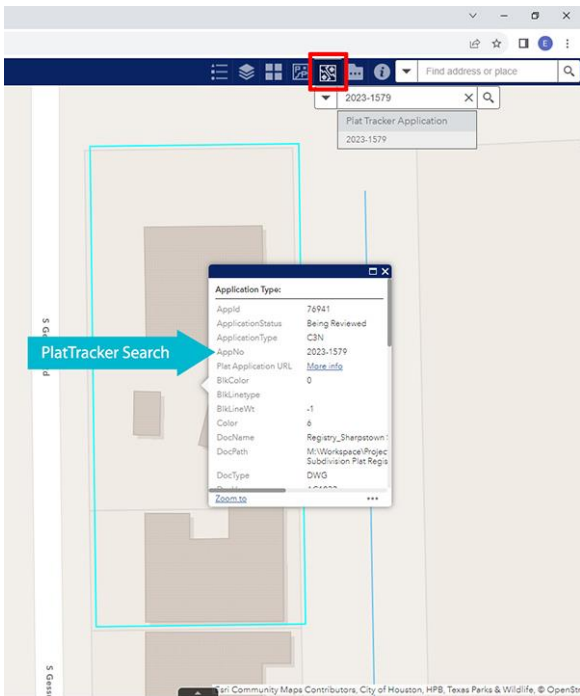 E
Find address or place
2023-1579
Plat Tracker Application
2023-1579
Application Type:
AppId 76941
ApplicationStatus Being Reviewed
ApplicationType C3N
AppNo 2023-1579
Plat Application URL More info
BlkColor 0
BlkLinetype
BlkLineWt -1
Color 6
DocName Registry_Sherpstown
DocPath M:\Workspace\Projec
Subdivision Plat Regis
DocType DWG
Zoom to
PlatTracker Search
S Gessn
Esri Community Maps Contributors, City of Houston, HPB, Texas Parks & Wildlife, © OpenStr